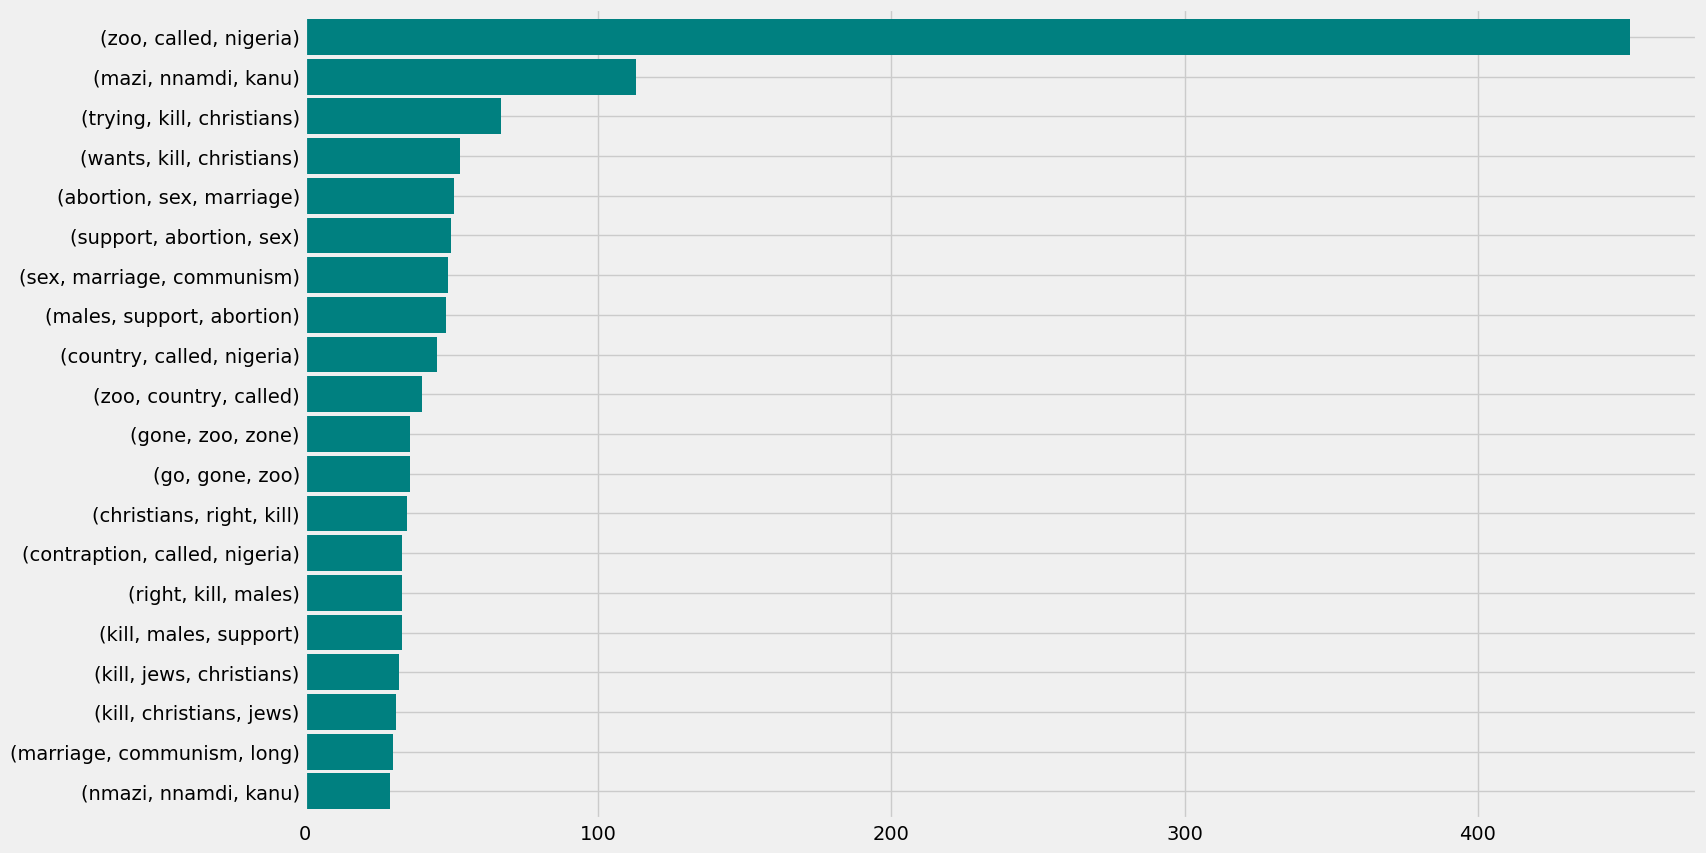 (zoo, called, nigeria)
(mazi, nnamdi, kanu)
(trying, kill, christians)
(wants, kill, christians)
(abortion, sex, marriage)
(support, abortion, sex)
(sex, marriage, communism)
(males, support, abortion)
(country, called, nigeria)
(zoo, country, called)
(gone, zoo, zone)
(go, gone, zoo)
(christians, right, kill)
(contraption, called, nigeria)
(right, kill, males)
(kill, males, support)
(kill, jews, christians)
(kill, christians, jews)
(marriage, communism, long)
(nmazi, nnamdi, kanu)
0 100 200 300 400